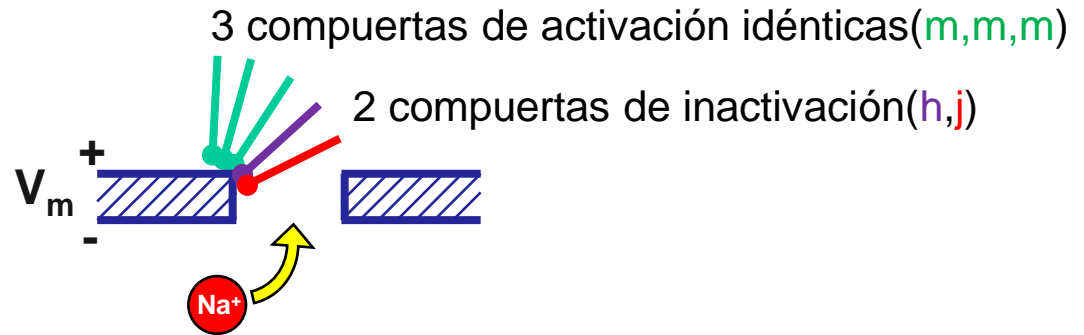 3 compuertas de activación idénticas(m,m,m)
2 compuertas de inactivación(h,j)
+
Vm
-
Na+